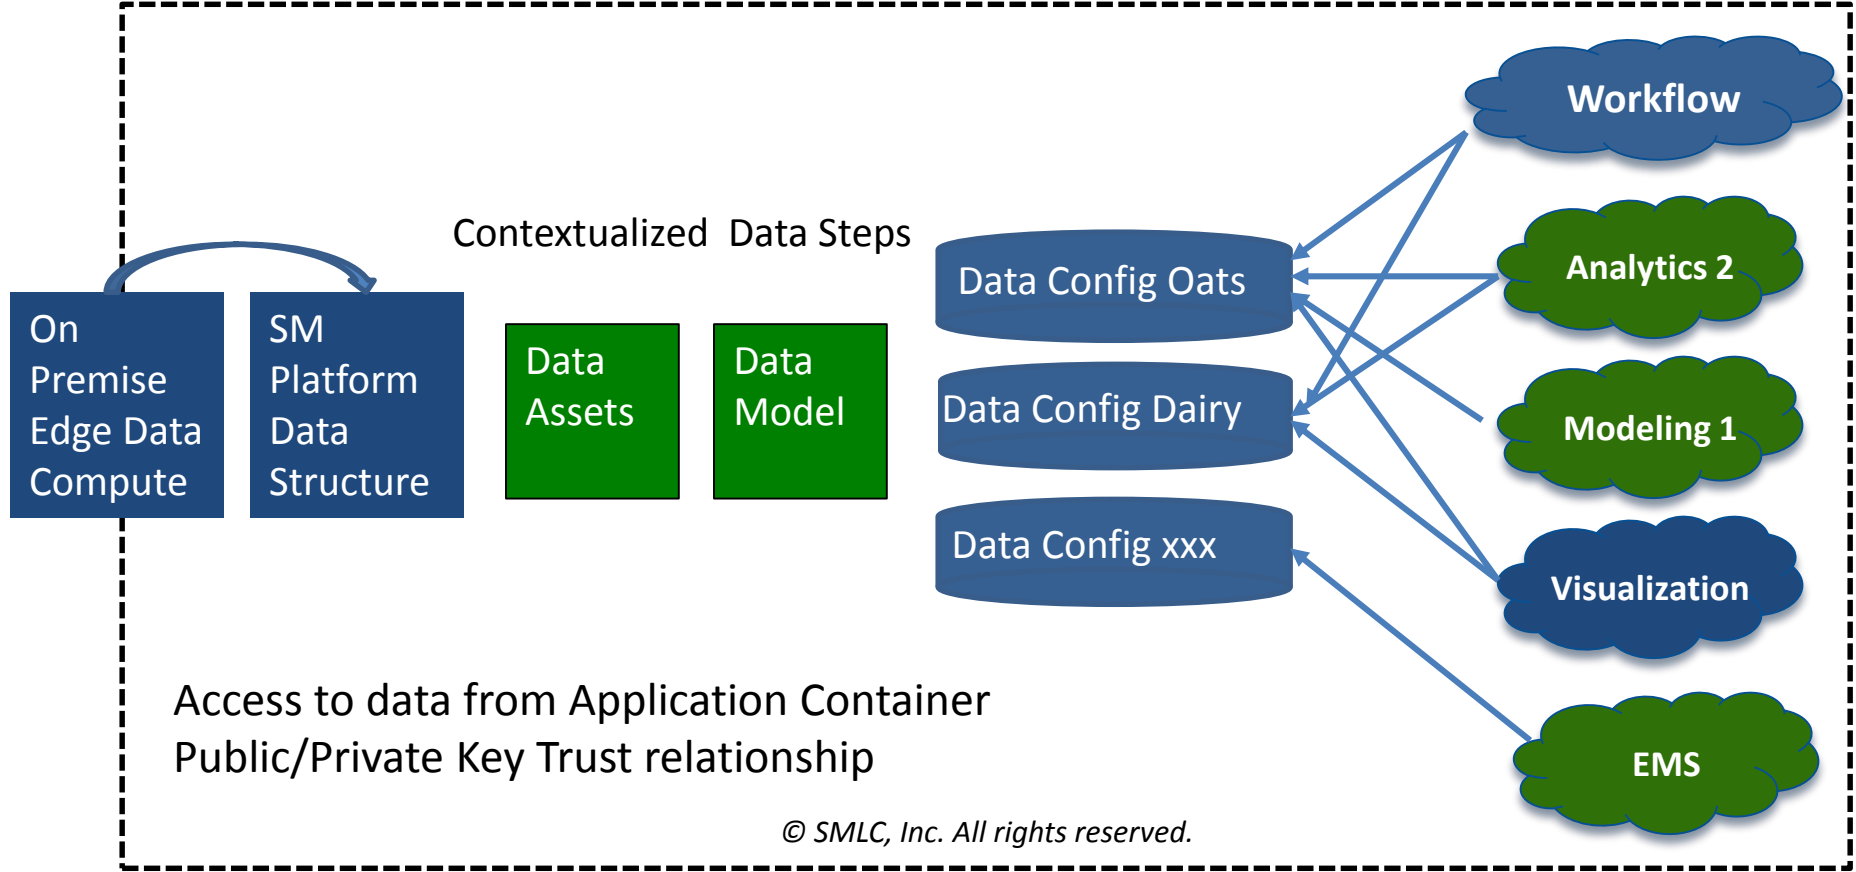 Contextualized  Data Steps
On
Premise
Edge Data
Compute
SM
Platform
Data
Structure
Data
Assets
Data
Model
Data Config Oats
Data Config Dairy
Data Config xxx
Workflow
Analytics 2
Modeling 1
Visualization
EMS
Access to data from Application Container
Public/Private Key Trust relationship
© SMLC, Inc. All rights reserved.